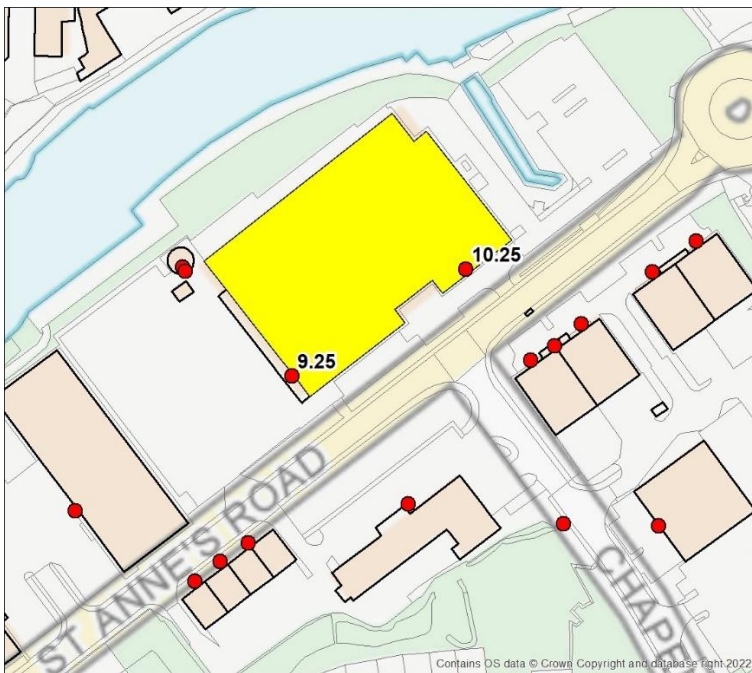 10.25
9.25
ST ANNE'S ROAD
CHAPE
Contains OS data © Crown Copyright and database right 2022